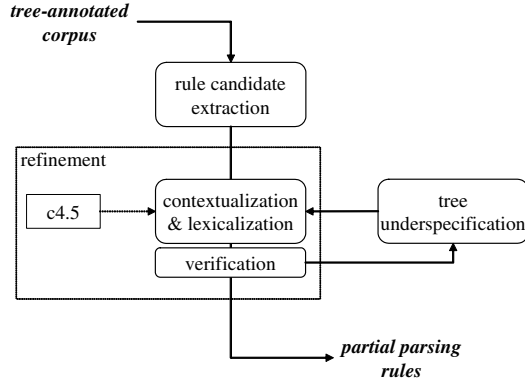 tree-annotated
corpus
rule candidate
extraction
refinement
c4.5
contextualization
& lexicalization
tree
underspecification
verification
partial parsing
rules